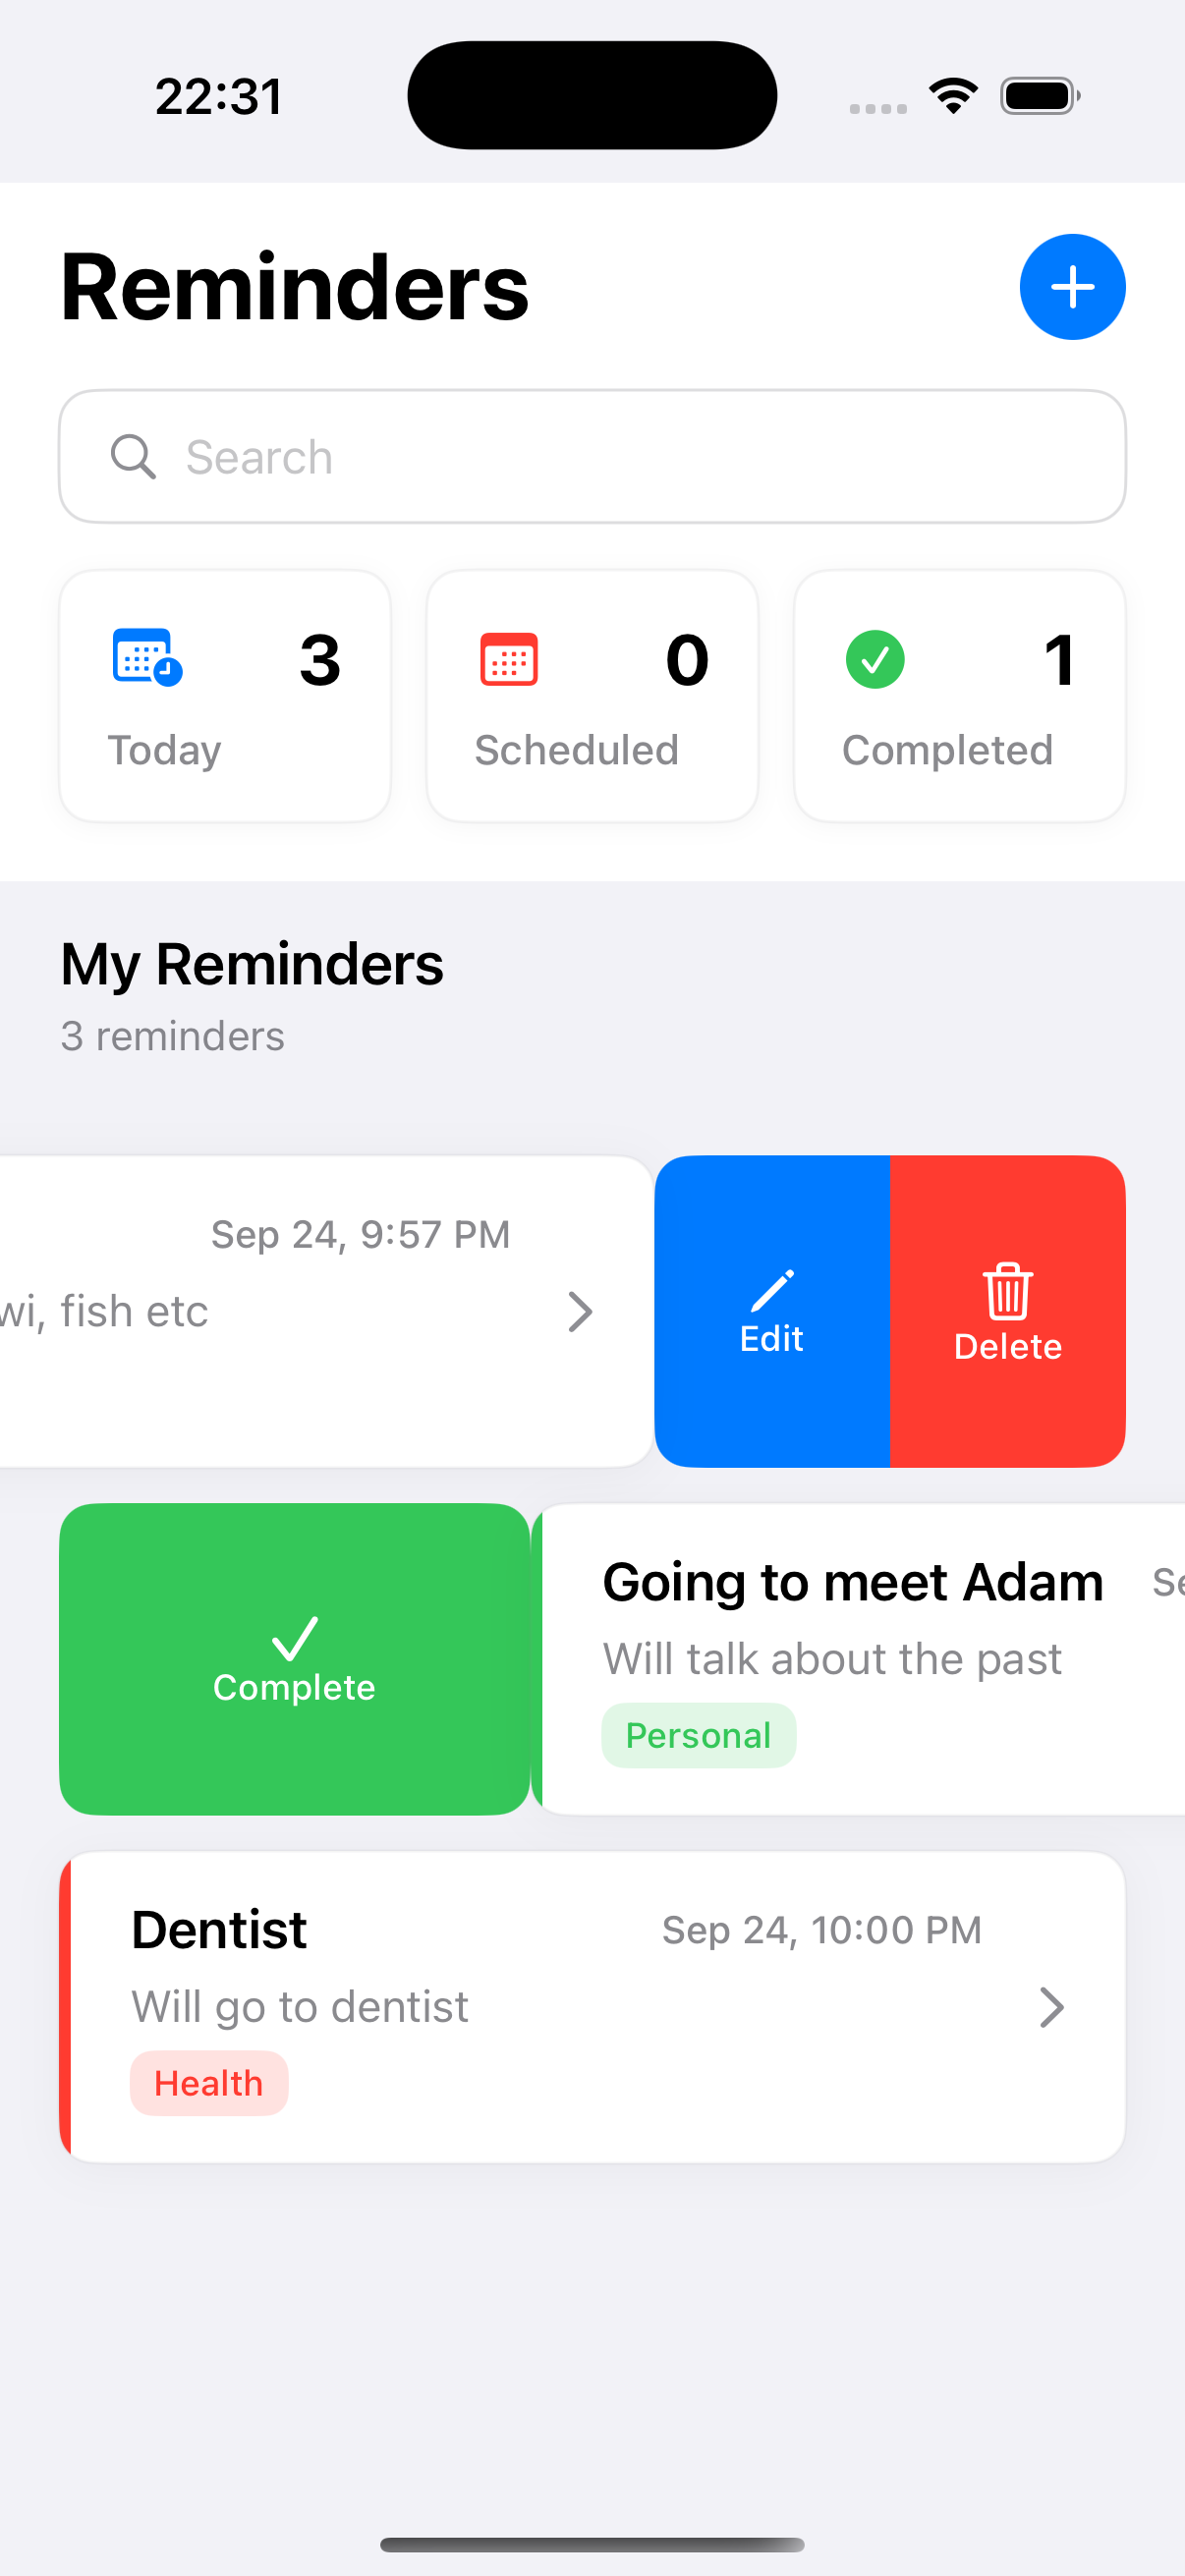 22:31
Reminders
Search
3
Today
0
Scheduled
1
Completed
My Reminders
3 reminders
Sep 24, 9:57 PM
fish etc
Edit
Delete
Complete
Going to meet Adam
Will talk about the past
Personal
Dentist
Sep 24, 10:00 PM
Will go to dentist
Health